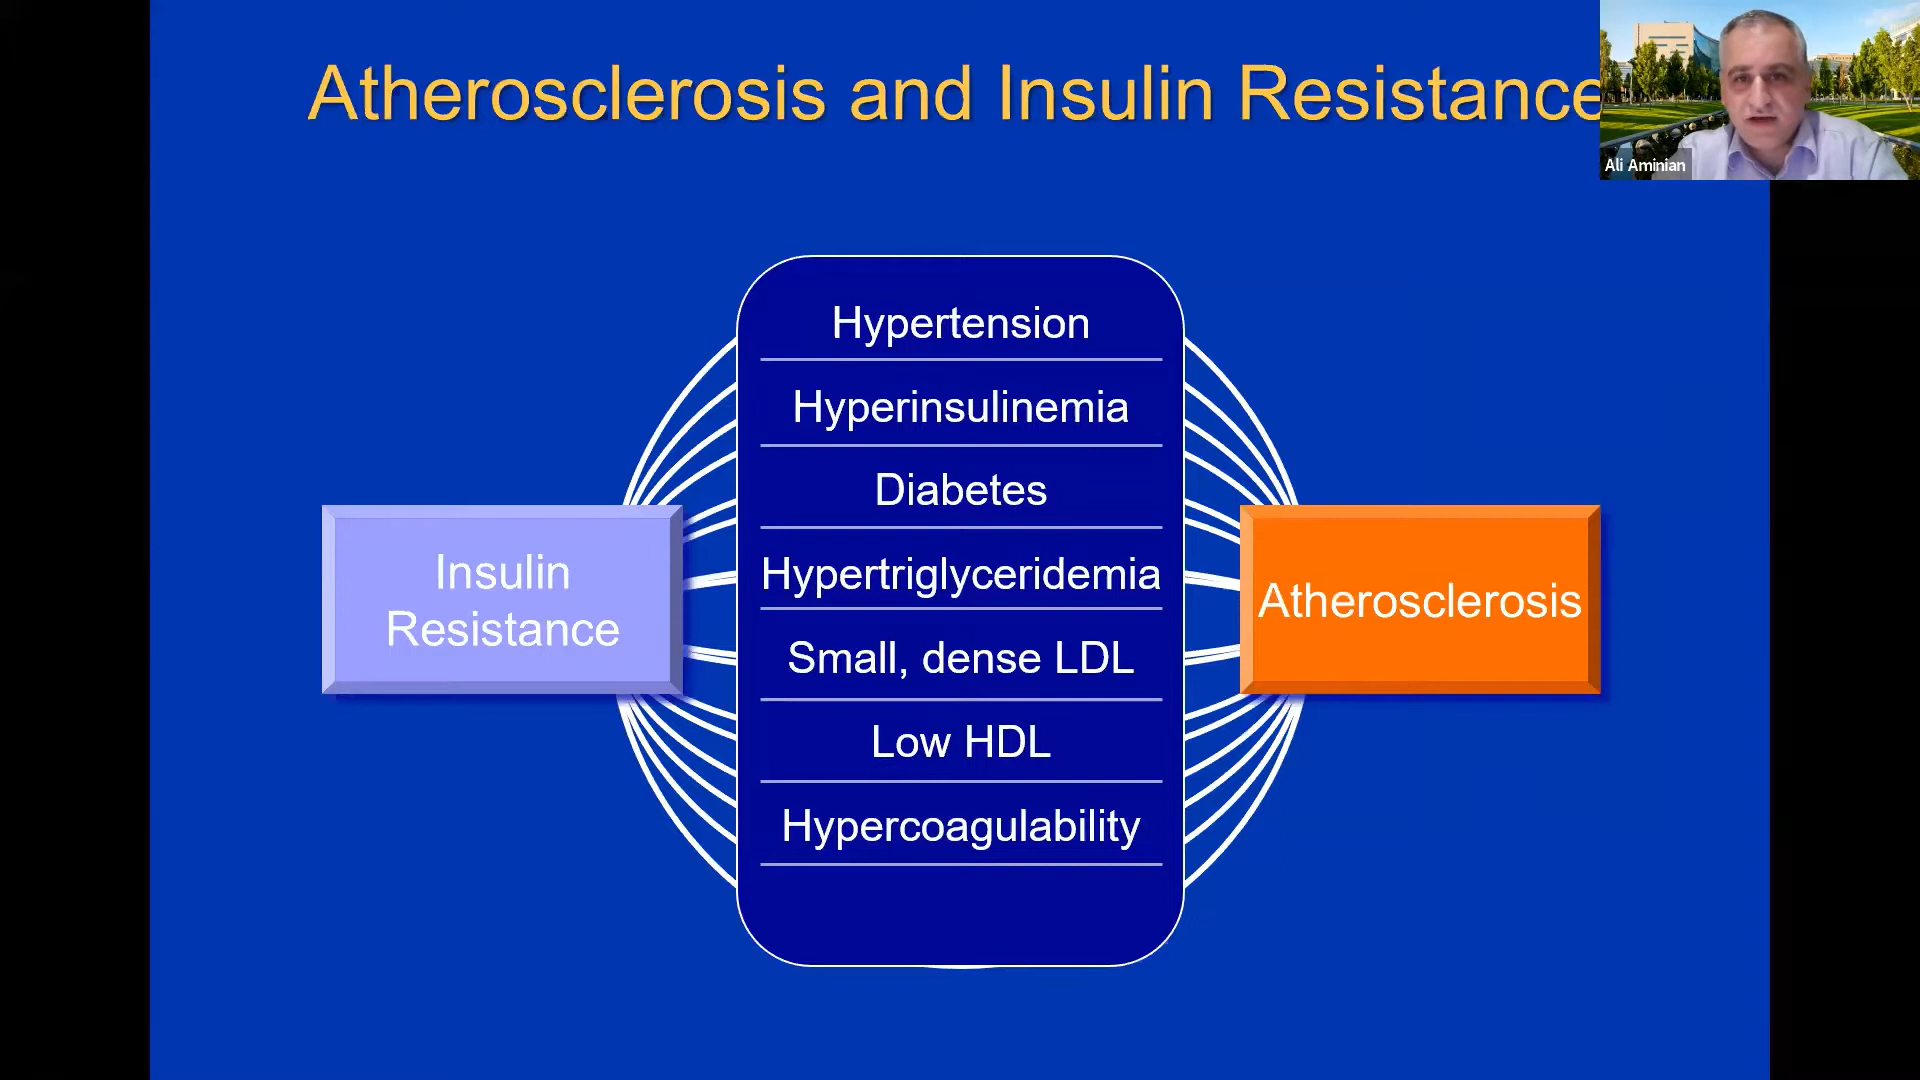 Atherosclerosis and Insulin Resistance
Ali Aminian
Hypertension
Hyperinsulinemia
Diabetes
Hypertriglyceridemia
Small, dense LDL
Low HDL
Hypercoagulability
Insulin
Resistance
Atherosclerosis